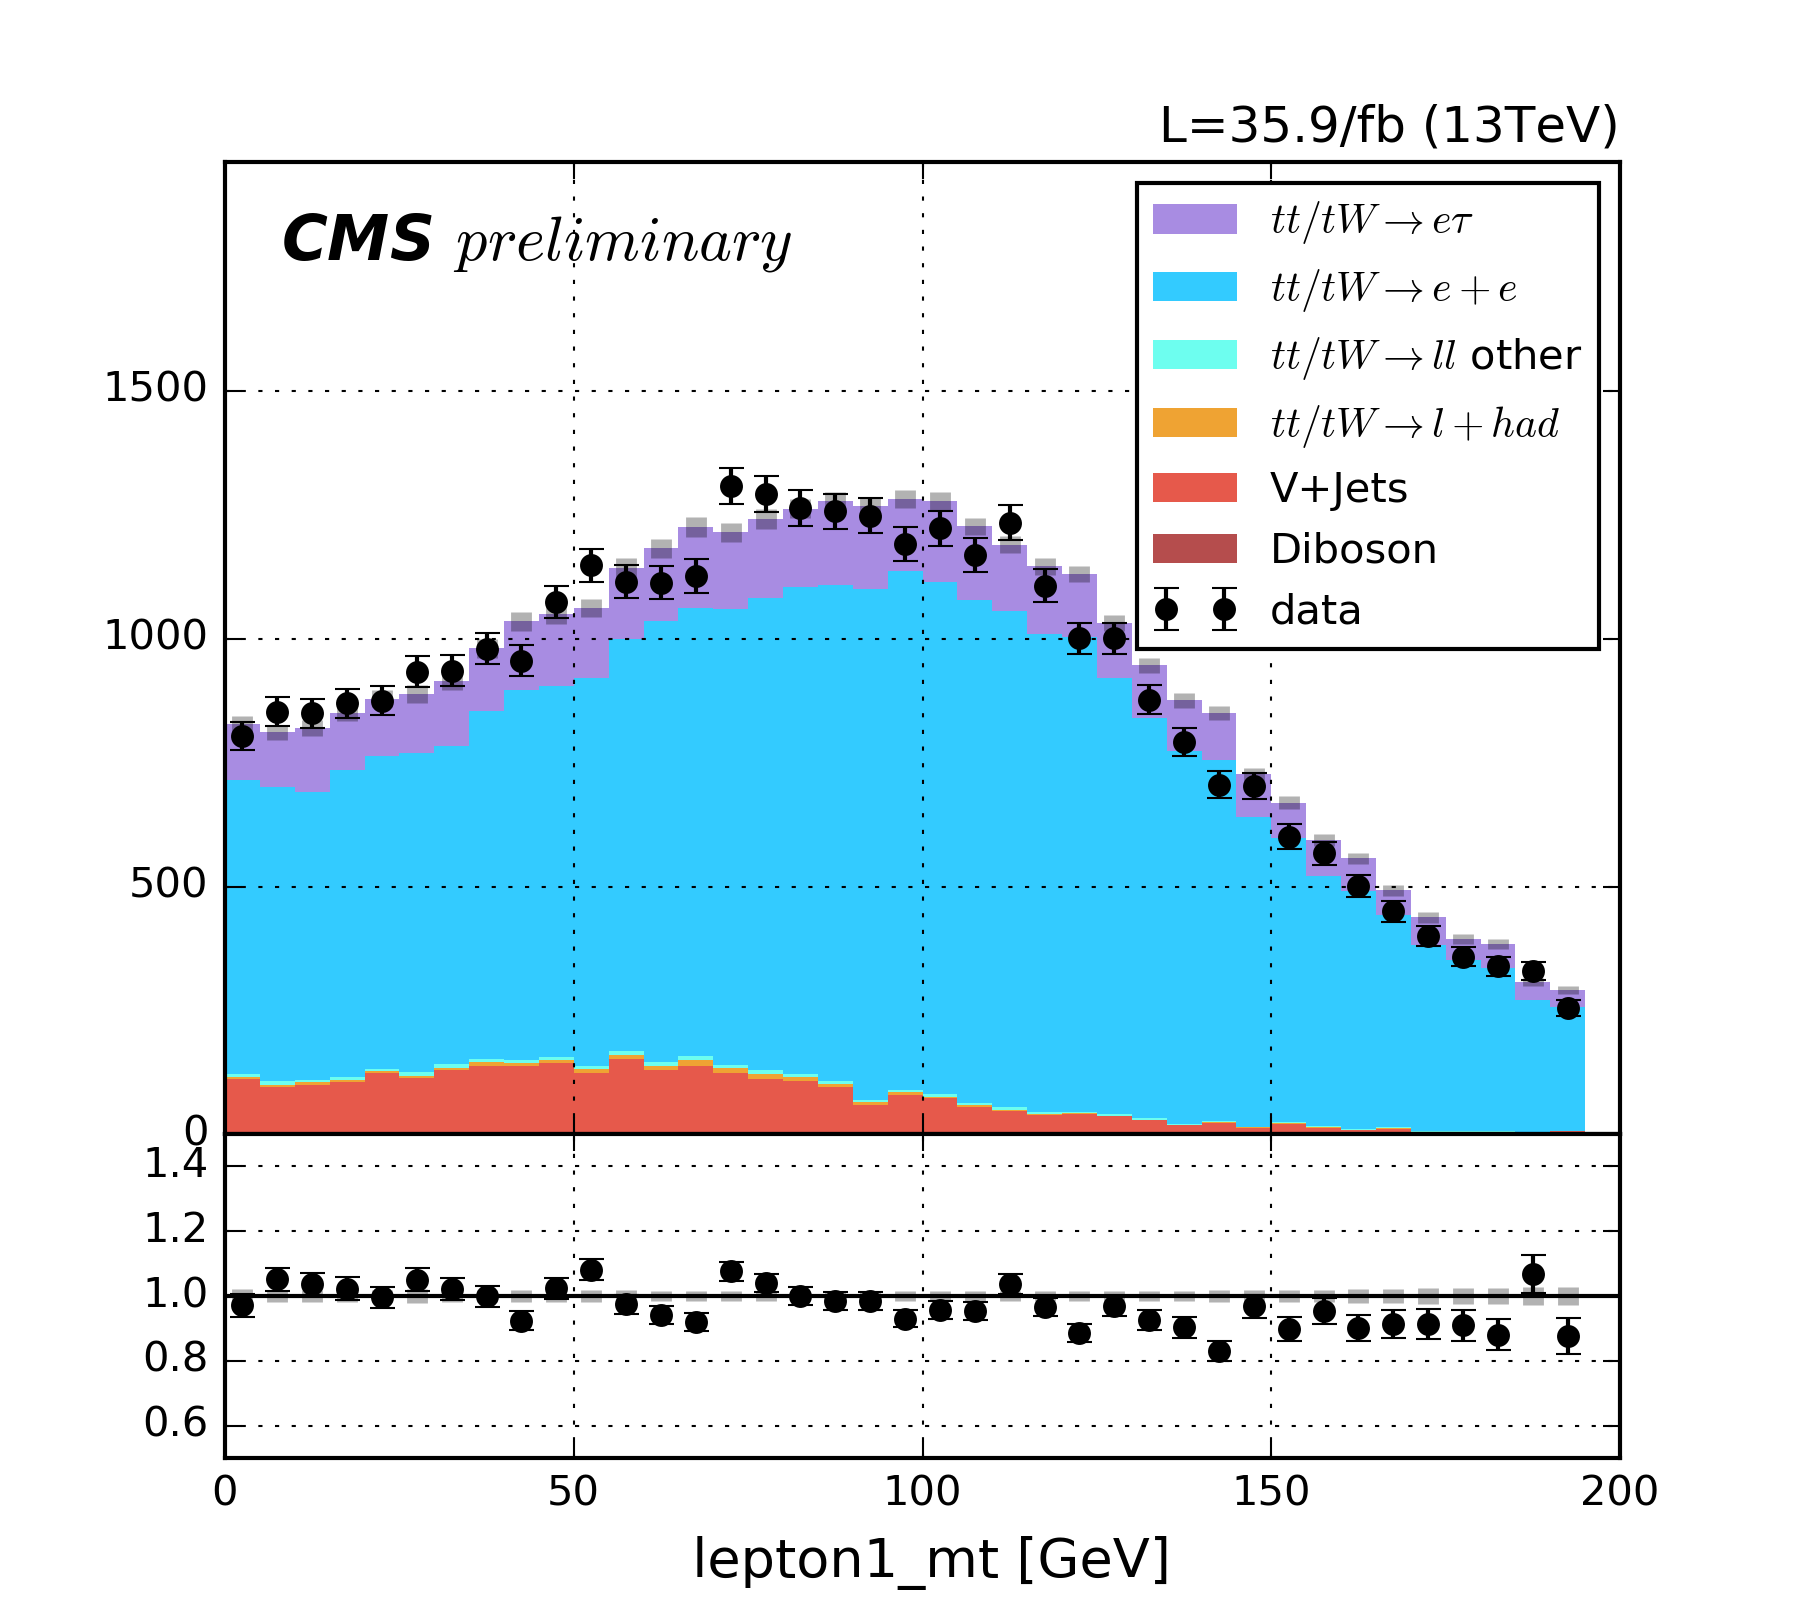 L=35.9/fb (13TeV)
CMS preliminary
tt/tW→eτ
tt/tW→e+e
tt/tW→ll other
tt/tW→l+had
V+Jets
Diboson
data
1500
1000
500
0
1.4
1.2
1.0
0.8
0.6
0 50 100 150 200
lepton1_mt [GeV]